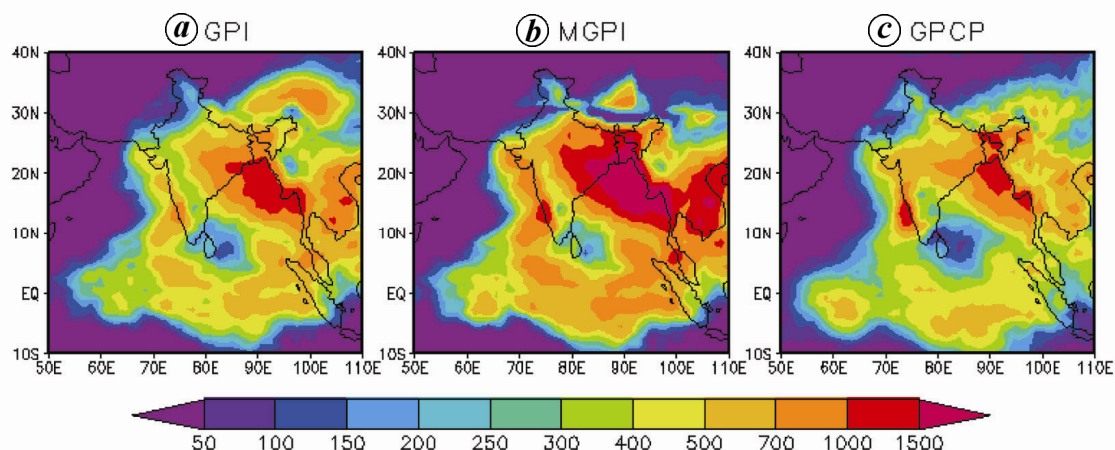 a GPI b MGPI c GPCP
40N 40N 40N
30N 30N 30N
20N 20N 20N
10N 10N 10N
EQ EQ EQ
10S 10S 10S
50E 60E 70E 80E 90E 100E 110E 50E 60E 70E 80E 90E 100E 110E 50E 60E 70E 80E 90E 100E 110E
50 100 150 200 250 300 400 500 700 1000 1500